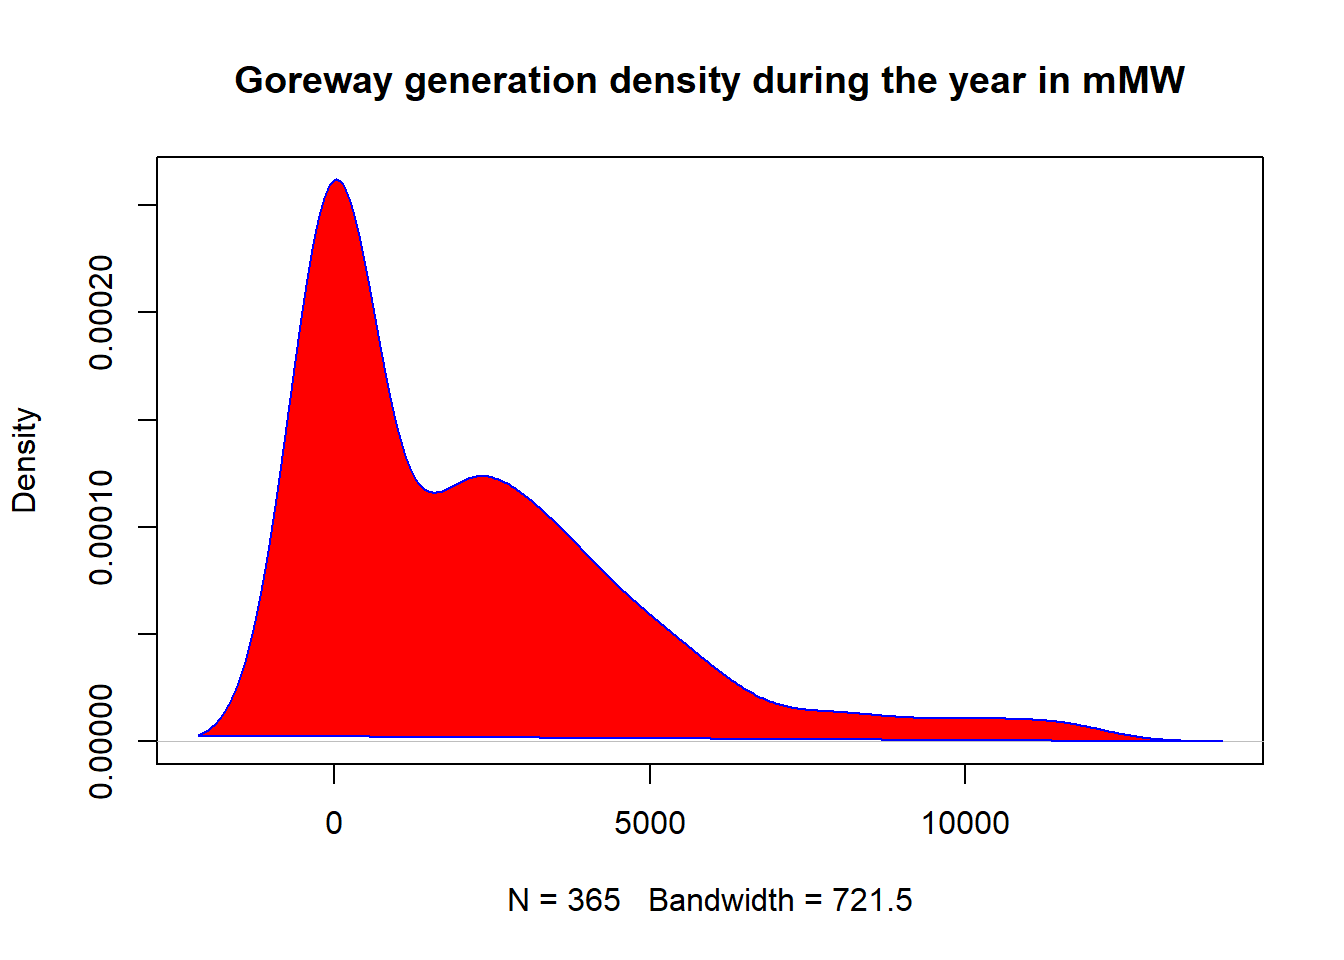 Goreway generation density during the year in mMW
Density
0.00020
0.00010
0.00000
0 5000 10000
N = 365 Bandwidth = 721.5